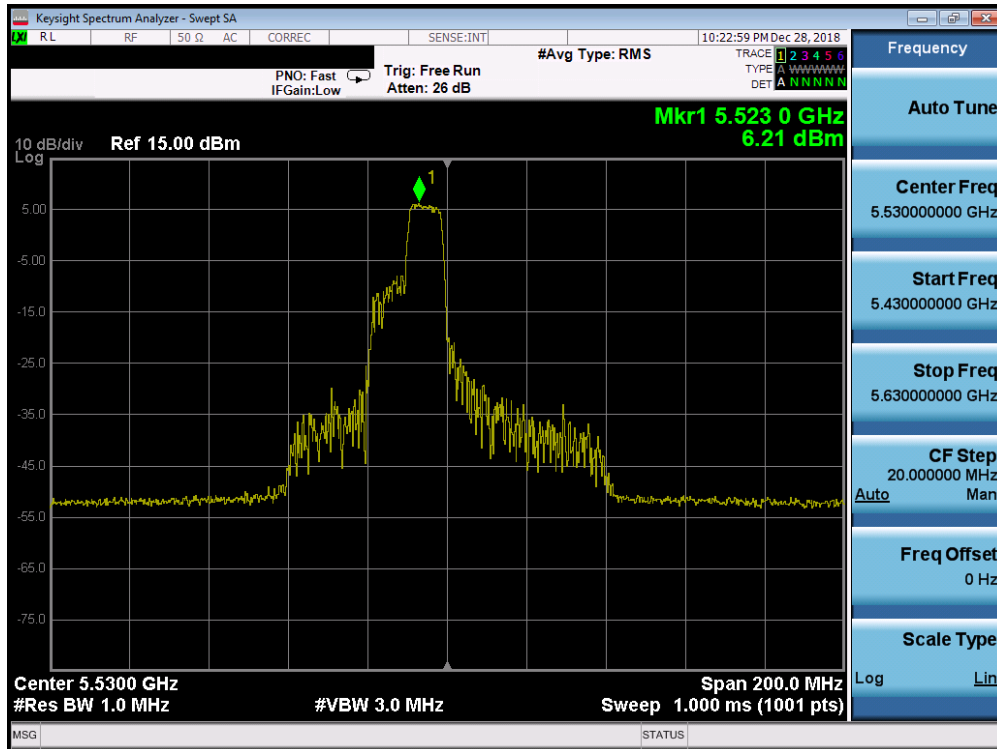 Keysight Spectrum Analyzer - Swept SA
LXI RL RF 50 Ω AC CORREC SENSE:INT 10:22:59 PM Dec 28, 2018
#Avg Type: RMS TRACE 1 2 3 4 5 6
PNO: Fast Trig: Free Run TYPE A WWWWW
IFGain:Low Atten: 26 dB DET A N N N N N
Mkr1 5.523 0 GHz
10 dB/div Ref 15.00 dBm 6.21 dBm
Log
1
5.00
-5.00
-15.0
-25.0
-35.0
-45.0
-55.0
-65.0
-75.0
Center 5.5300 GHz Span 200.0 MHz
#Res BW 1.0 MHz #VBW 3.0 MHz Sweep 1.000 ms (1001 pts)
MSG STATUS
Frequency
Auto Tune
Center Freq
5.530000000 GHz
Start Freq
5.430000000 GHz
Stop Freq
5.630000000 GHz
CF Step
20.000000 MHz
Auto Man
Freq Offset
0 Hz
Scale Type
Log Lin